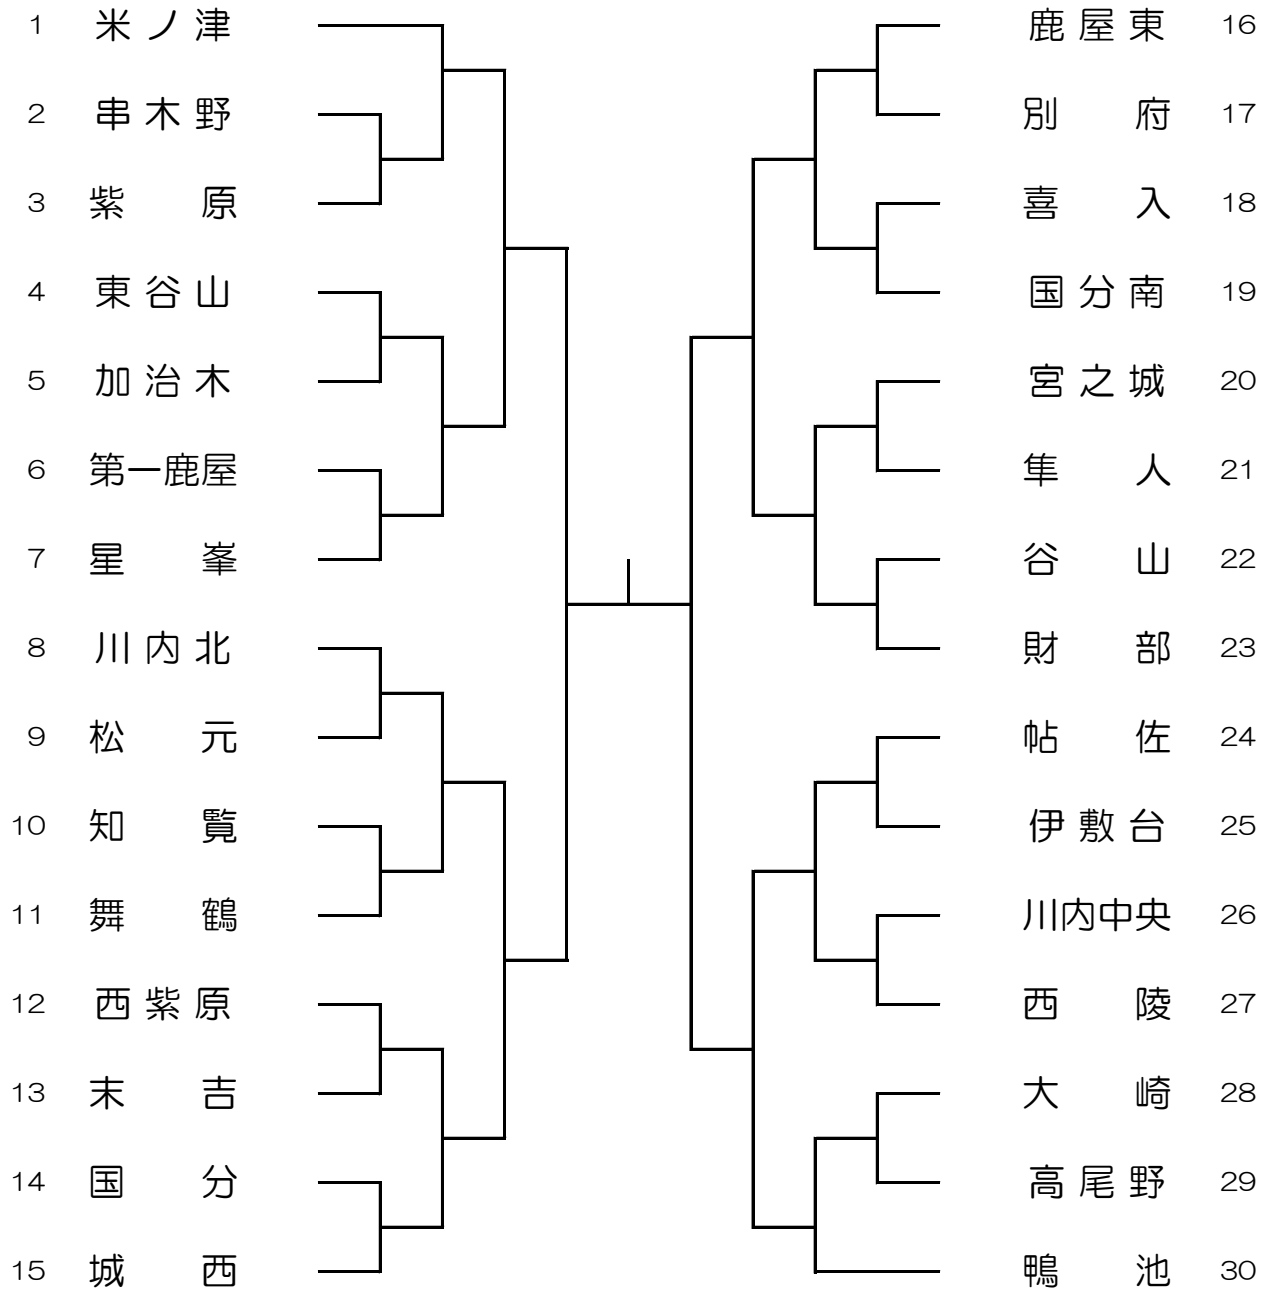 1 米ノ津
2 串木野
3 紫原
4 東谷山
5 加治木
6 第一鹿屋
7 星峯
8 川内北
9 松元
10 知覧
11 舞鶴
12 西紫原
13 末吉
14 国分
15 城西
鹿屋東 16
別府 17
喜入 18
国分南 19
宮之城 20
隼人 21
谷山 22
財部 23
帖佐 24
伊敷台 25
川内中央 26
西陵 27
大崎 28
高尾野 29
鴨池 30